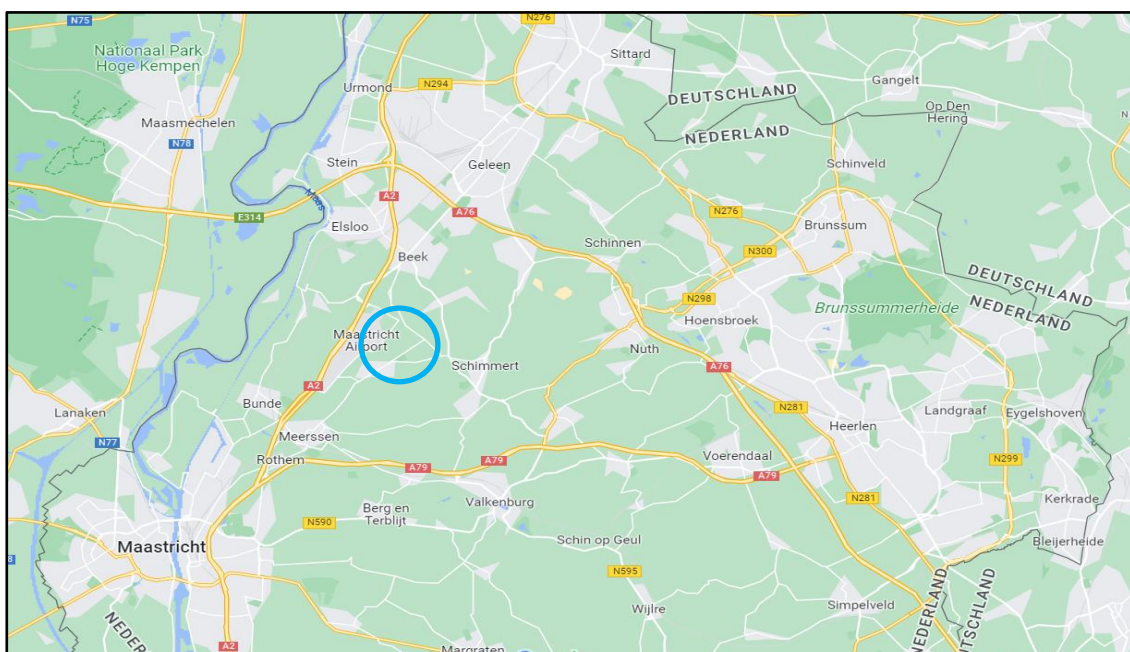 N75
N276
Nationaal Park
Hoge Kempen
Sittard
Urmond
N294
Gangelt
DEUTSCHLAND
Op Den
Hering
Maasmechelen
NEDERLAND
N
N78
Stein
Geleen
Schinveld
A2
Maas
A76
N276
E314
Elsloo
Schinnen
Brunssum
Beek
N300
DEUTSCHLAND
NEDERLAND
N298
Brunssummerheide
Hoensbroek
Maastricht
Airport
Nuth
Schimmert
A76
A2
Lanaken
Bunde
N281
Landgraaf
Eygelshoven
Heerlen
N77
Meerssen
Rothem
A79
A79
Voerendaal
N299
A79
Valkenburg
N281
Kerkrade
Berg en
Terblijt
N590
Schin op Geul
Bleijerheide
Maastricht
N595
Wijlre
Simpelveld
NEDERLAND
DEUTSCHLAND
NEDER
A2
Margraten